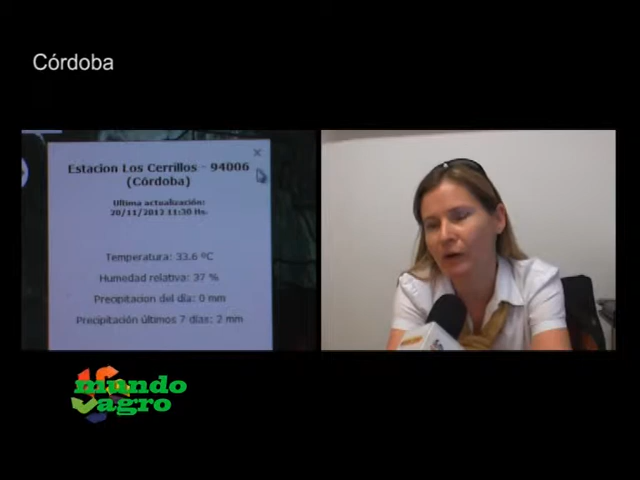 Córdoba
Estacion Los Cerrillos - 94006
(Córdoba)
Ultima actualización:
20/11/2012 11:30 Hs.
Temperatura: 33.6 ºC
Humedad relativa: 37 %
Precipitacion del día: 0 mm
Precipitación últimos 7 días: 2 mm
mundo
agro